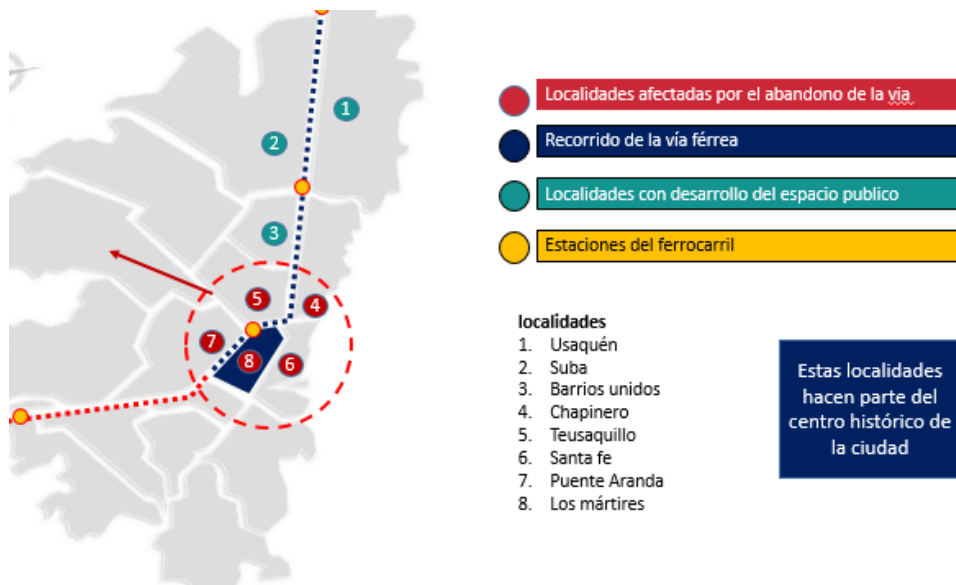 1
2
3
5
4
7
8
6
Localidades afectadas por el abandono de la via
Recorrido de la vía férrea
Localidades con desarrollo del espacio publico
Estaciones del ferrocarril
localidades
1. Usaquén
2. Suba
3. Barrios unidos
4. Chapinero
5. Teusaquillo
6. Santa fe
7. Puente Aranda
8. Los mártires
Estas localidades
hacen parte del
centro histórico de
la ciudad